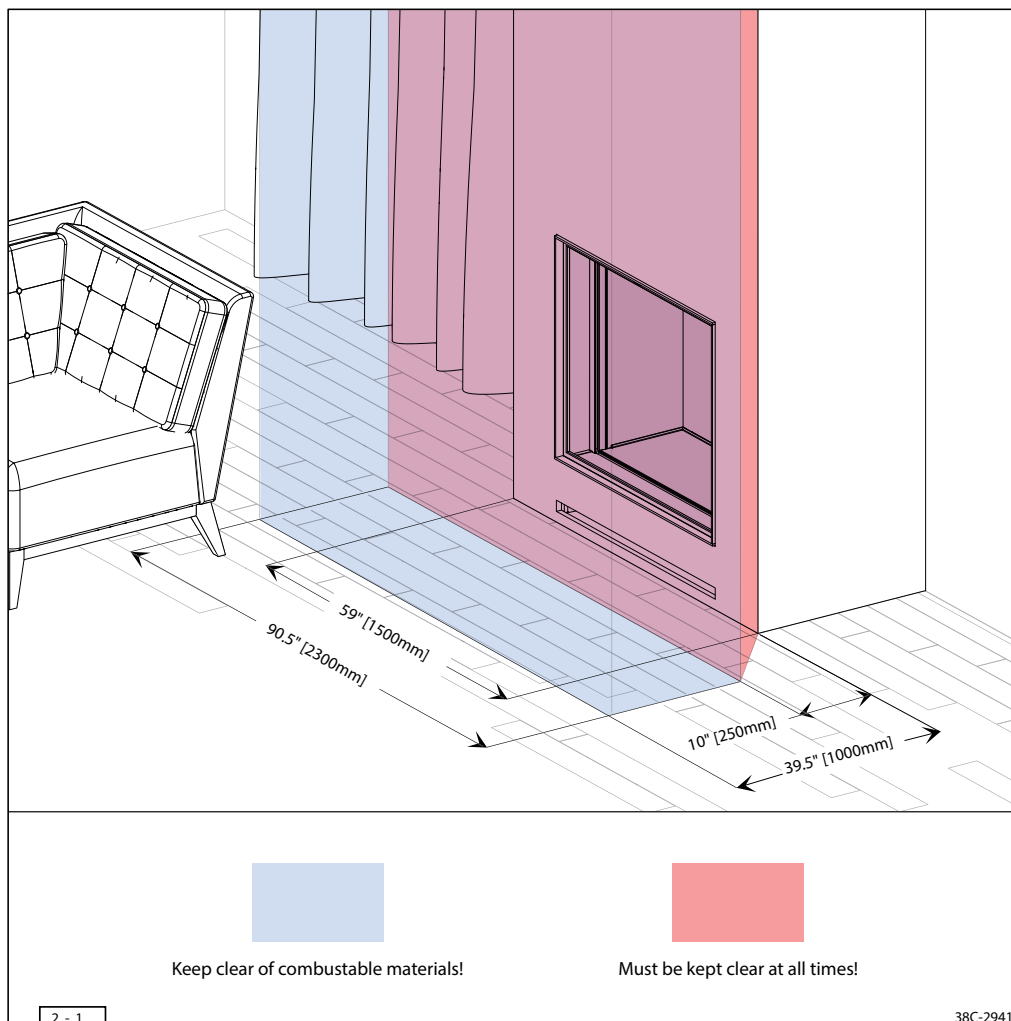 59" [1500mm]
90.5" [2300mm]
10" [250mm]
39.5" [1000mm]
Keep clear of combustable materials!
Must be kept clear at all times!
2 - 1
38C-2941